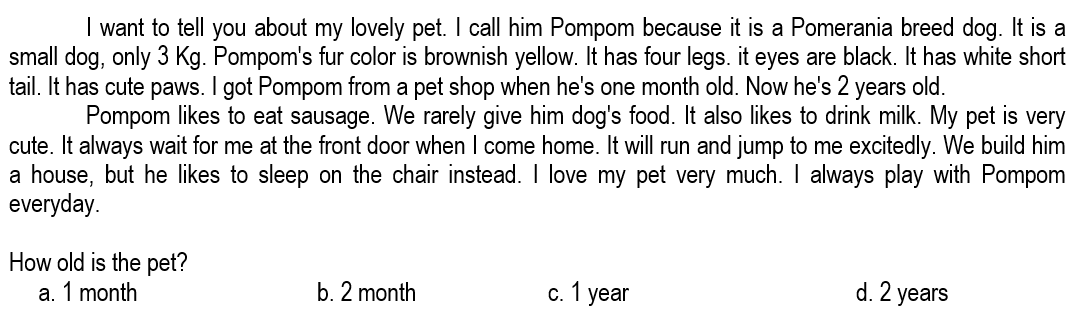 I want to tell you about my lovely pet. I call him Pompom because it is a Pomerania breed dog. It is a
small dog, only 3 Kg. Pompom's fur color is brownish yellow. It has four legs. it eyes are black. It has white short
tail. It has cute paws. I got Pompom from a pet shop when he's one month old. Now he's 2 years old.
Pompom likes to eat sausage. We rarely give him dog's food. It also likes to drink milk. My pet is very
cute. It always wait for me at the front door when I come home. It will run and jump to me excitedly. We build him
a house, but he likes to sleep on the chair instead. I love my pet very much. I always play with Pompom
everyday.
How old is the pet?
a. 1 month b. 2 month c. 1 year d. 2 years